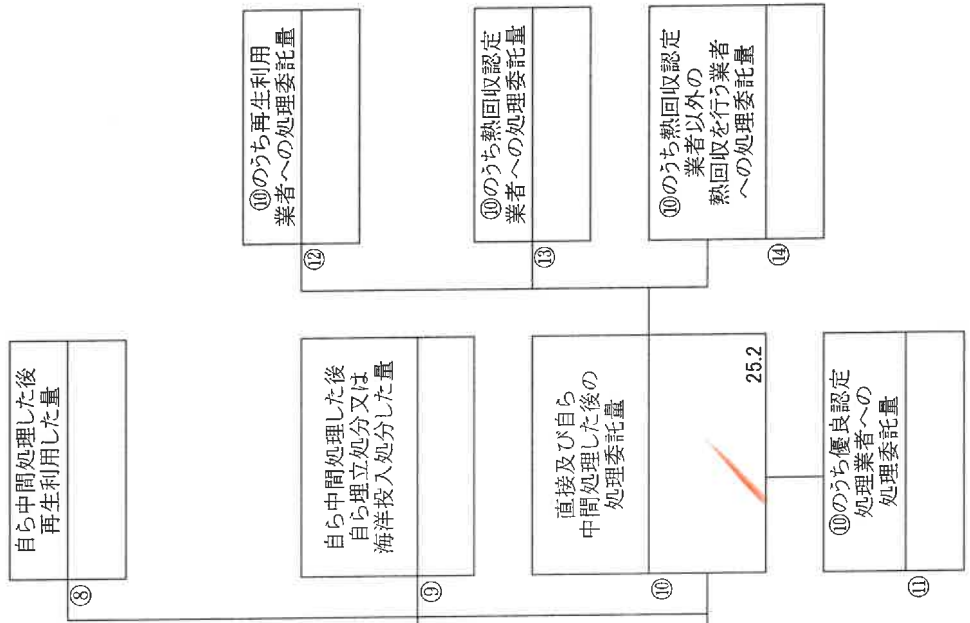 ⑧
自ら中間処理した後
再生利用した量
⑨
自ら中間処理した後
自ら埋立処分又は
海洋投入処分した量
⑩
直接及び自ら
中間処理した後の
処理委託量
25.2
⑪
⑩のうち優良認定
処理業者への
処理委託量
⑫
⑩のうち再生利用
業者への処理委託量
⑬
⑩のうち熱回収認定
業者への処理委託量
⑭
⑩のうち熱回収認定
業者以外の
熱回収を行う業者
への処理委託量